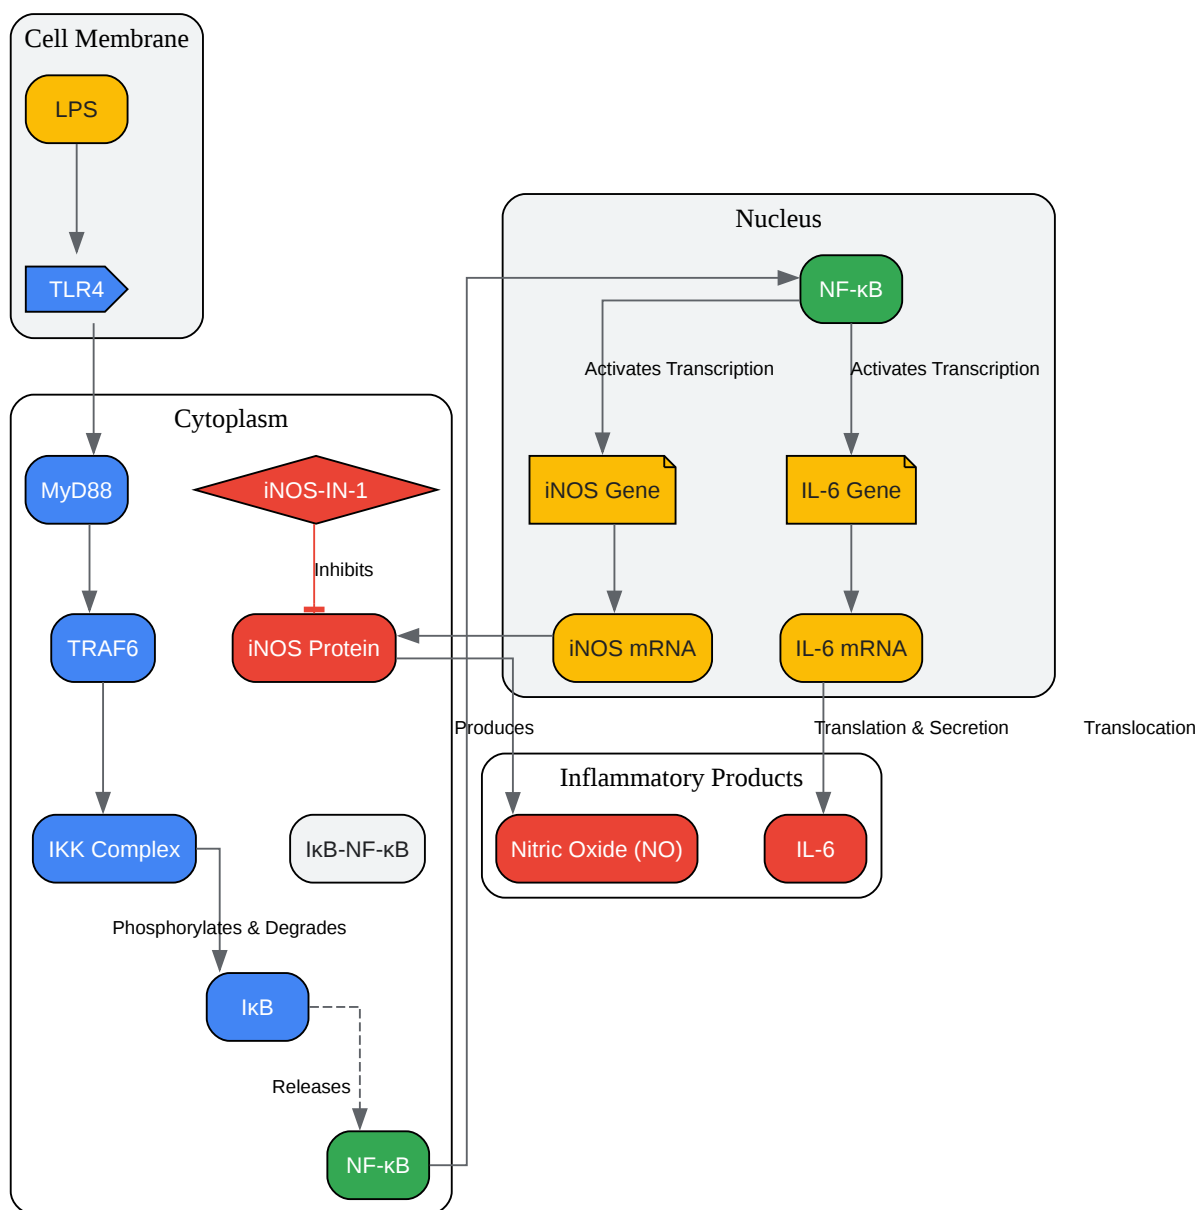 Cell Membrane
LPS
TLR4
Nucleus
NF-κB
Activates Transcription
Activates Transcription
Cytoplasm
MyD88
iNOS-IN-1
iNOS Gene
IL-6 Gene
Inhibits
TRAF6
iNOS Protein
iNOS mRNA
IL-6 mRNA
Produces
Translation & Secretion
Translocation
Inflammatory Products
IKK Complex
IκB-NF-κB
Nitric Oxide (NO)
IL-6
Phosphorylates & Degrades
IκB
Releases
NF-κB